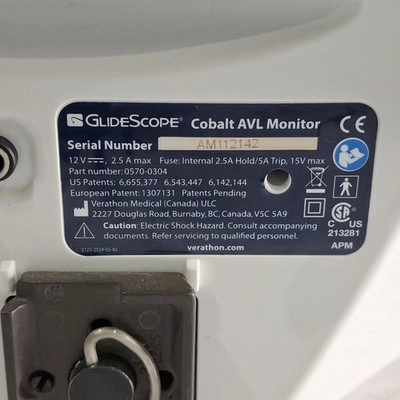 GLIDESCOPE® Cobalt AVL Monitor
Serial Number AM112142
12 V 2.5 A max Fuse: Internal 2.5A Hold/5A Trip, 15V max
Part number: 0570-0304
US Patents: 6,655,377 6,543,447 6,142,144
European Patent: 1307131 Patents Pending
Verathon Medical (Canada) ULC
2227 Douglas Road, Burnaby, BC, Canada, V5C 5A9
Caution: Electric Shock Hazard. Consult accompanying
documents. Refer servicing to qualified personnel.
verathon.com
CE
C US
213281
APM